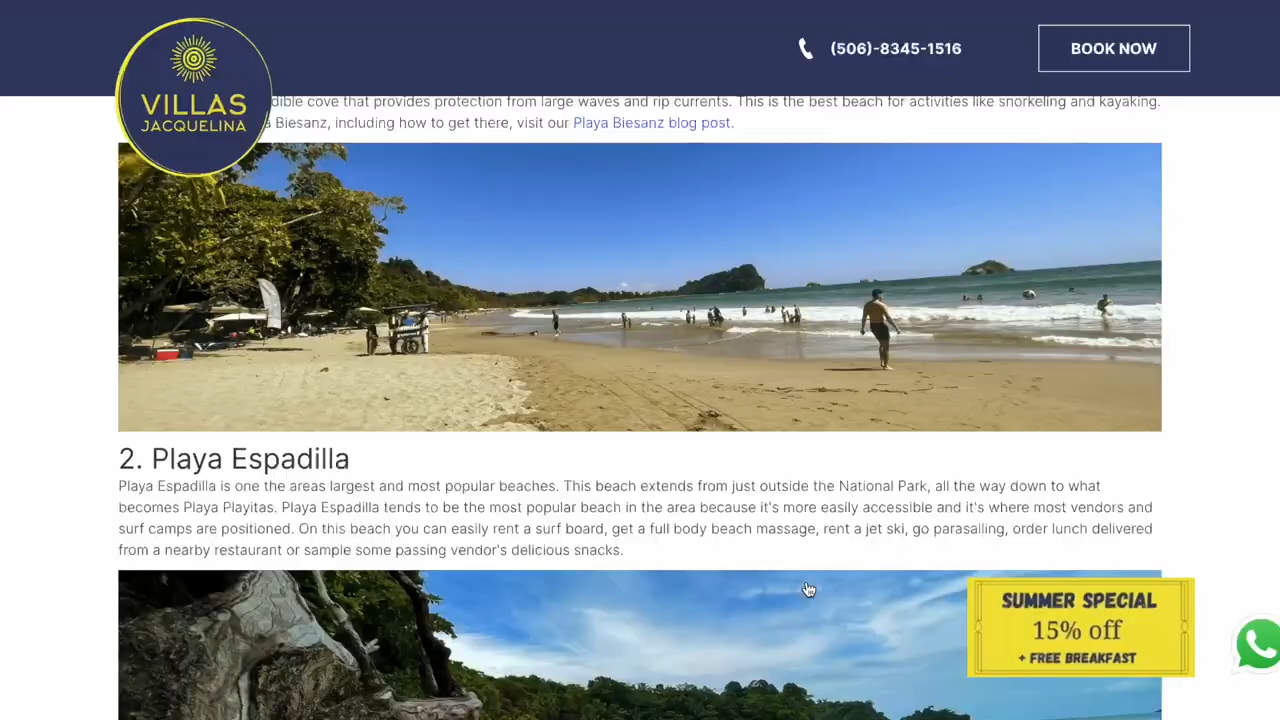 VILLAS
JACQUELINA
(506)-8345-1516
BOOK NOW
dible cove that provides protection from large waves and rip currents. This is the best beach for activities like snorkeling and kayaking.
a Biesanz, including how to get there, visit our Playa Biesanz blog post.
2. Playa Espadilla
Playa Espadilla is one the areas largest and most popular beaches. This beach extends from just outside the National Park, all the way down to what
becomes Playa Playitas. Playa Espadilla tends to be the most popular beach in the area because it's more easily accessible and it's where most vendors and
surf camps are positioned. On this beach you can easily rent a surf board, get a full body beach massage, rent a jet ski, go parasailing, order lunch delivered
from a nearby restaurant or sample some passing vendor's delicious snacks.
SUMMER SPECIAL
15% off
+ FREE BREAKFAST